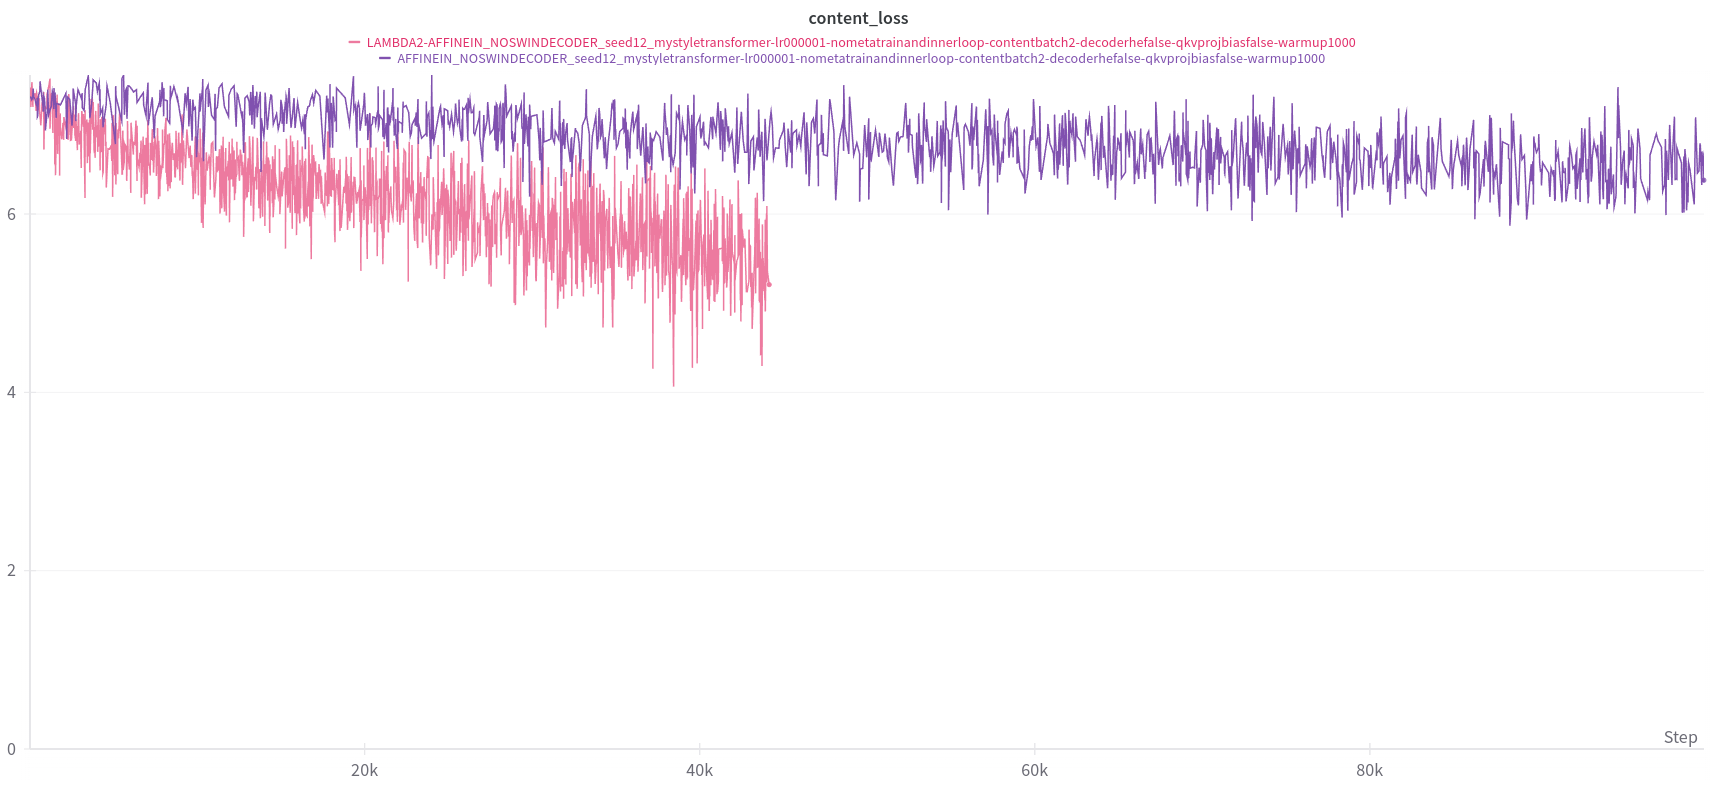 content_loss
LAMBDA2-AFFINEIN_NOSWINDECODER_seed12_mystyletransformer-lr000001-nometatrainandinnerloop-contentbatch2-decoderhefalse-qkvprojbiasfalse-warmup1000
AFFINEIN_NOSWINDECODER_seed12_mystyletransformer-lr000001-nometatrainandinnerloop-contentbatch2-decoderhefalse-qkvprojbiasfalse-warmup1000
6
4
2
0
Step
20k 40k 60k 80k